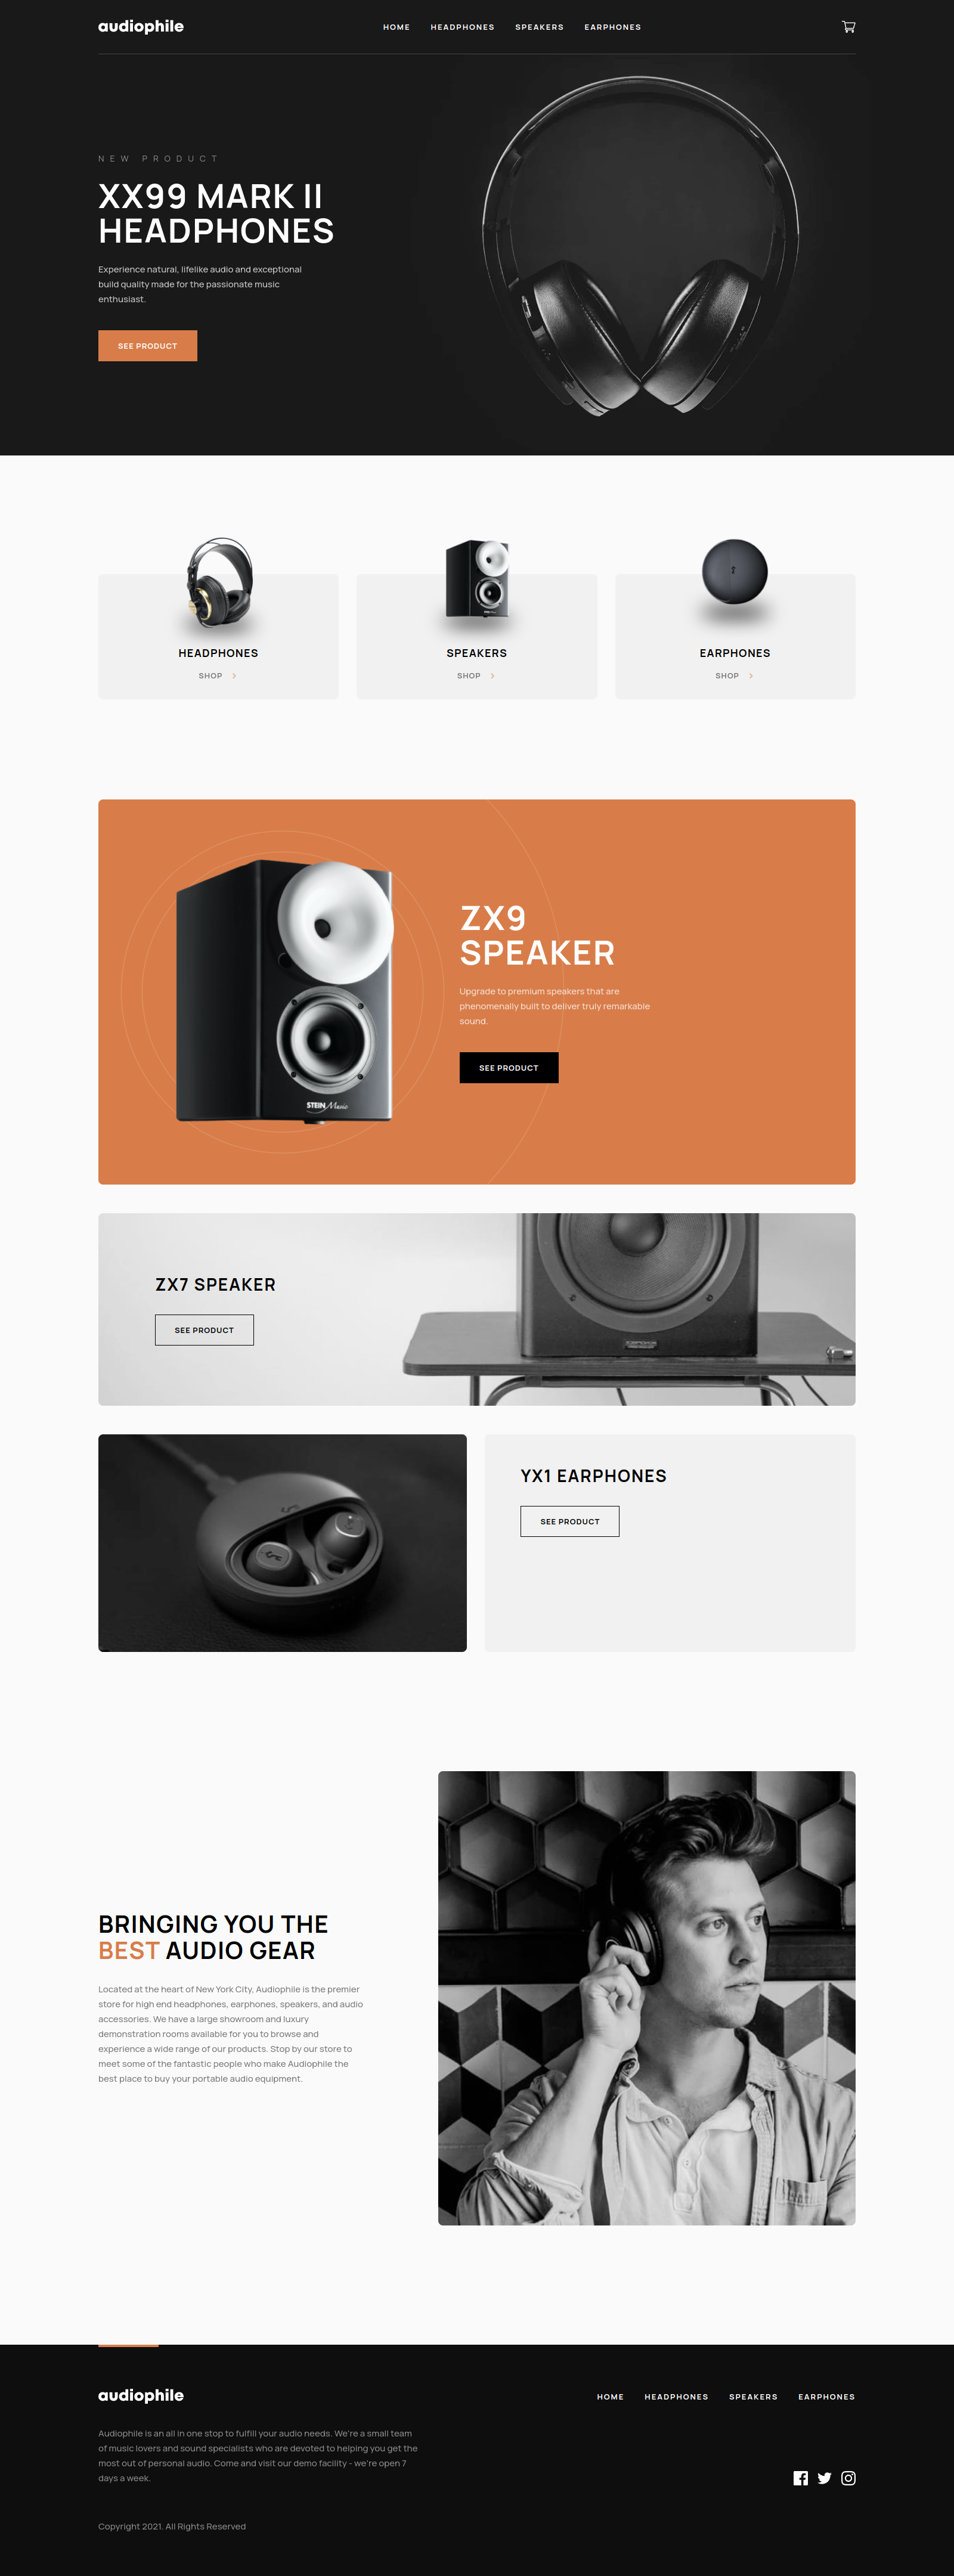 audiophile
HOME HEADPHONES SPEAKERS EARPHONES
NEW PRODUCT
XX99 MARK II
HEADPHONES
Experience natural, lifelike audio and exceptional
build quality made for the passionate music
enthusiast.
SEE PRODUCT
HEADPHONES
SHOP
SPEAKERS
SHOP
EARPHONES
SHOP
ZX9
SPEAKER
Upgrade to premium speakers that are
phenomenally built to deliver truly remarkable
sound.
SEE PRODUCT
STEIN Music
ZX7 SPEAKER
SEE PRODUCT
YX1 EARPHONES
SEE PRODUCT
BRINGING YOU THE
BEST AUDIO GEAR
Located at the heart of New York City, Audiophile is the premier
store for high end headphones, earphones, speakers, and audio
accessories. We have a large showroom and luxury
demonstration rooms available for you to browse and
experience a wide range of our products. Stop by our store to
meet some of the fantastic people who make Audiophile the
best place to buy your portable audio equipment.
audiophile
HOME HEADPHONES SPEAKERS EARPHONES
Audiophile is an all in one stop to fulfill your audio needs. We're a small team
of music lovers and sound specialists who are devoted to helping you get the
most out of personal audio. Come and visit our demo facility - we're open 7
days a week.
Copyright 2021. All Rights Reserved